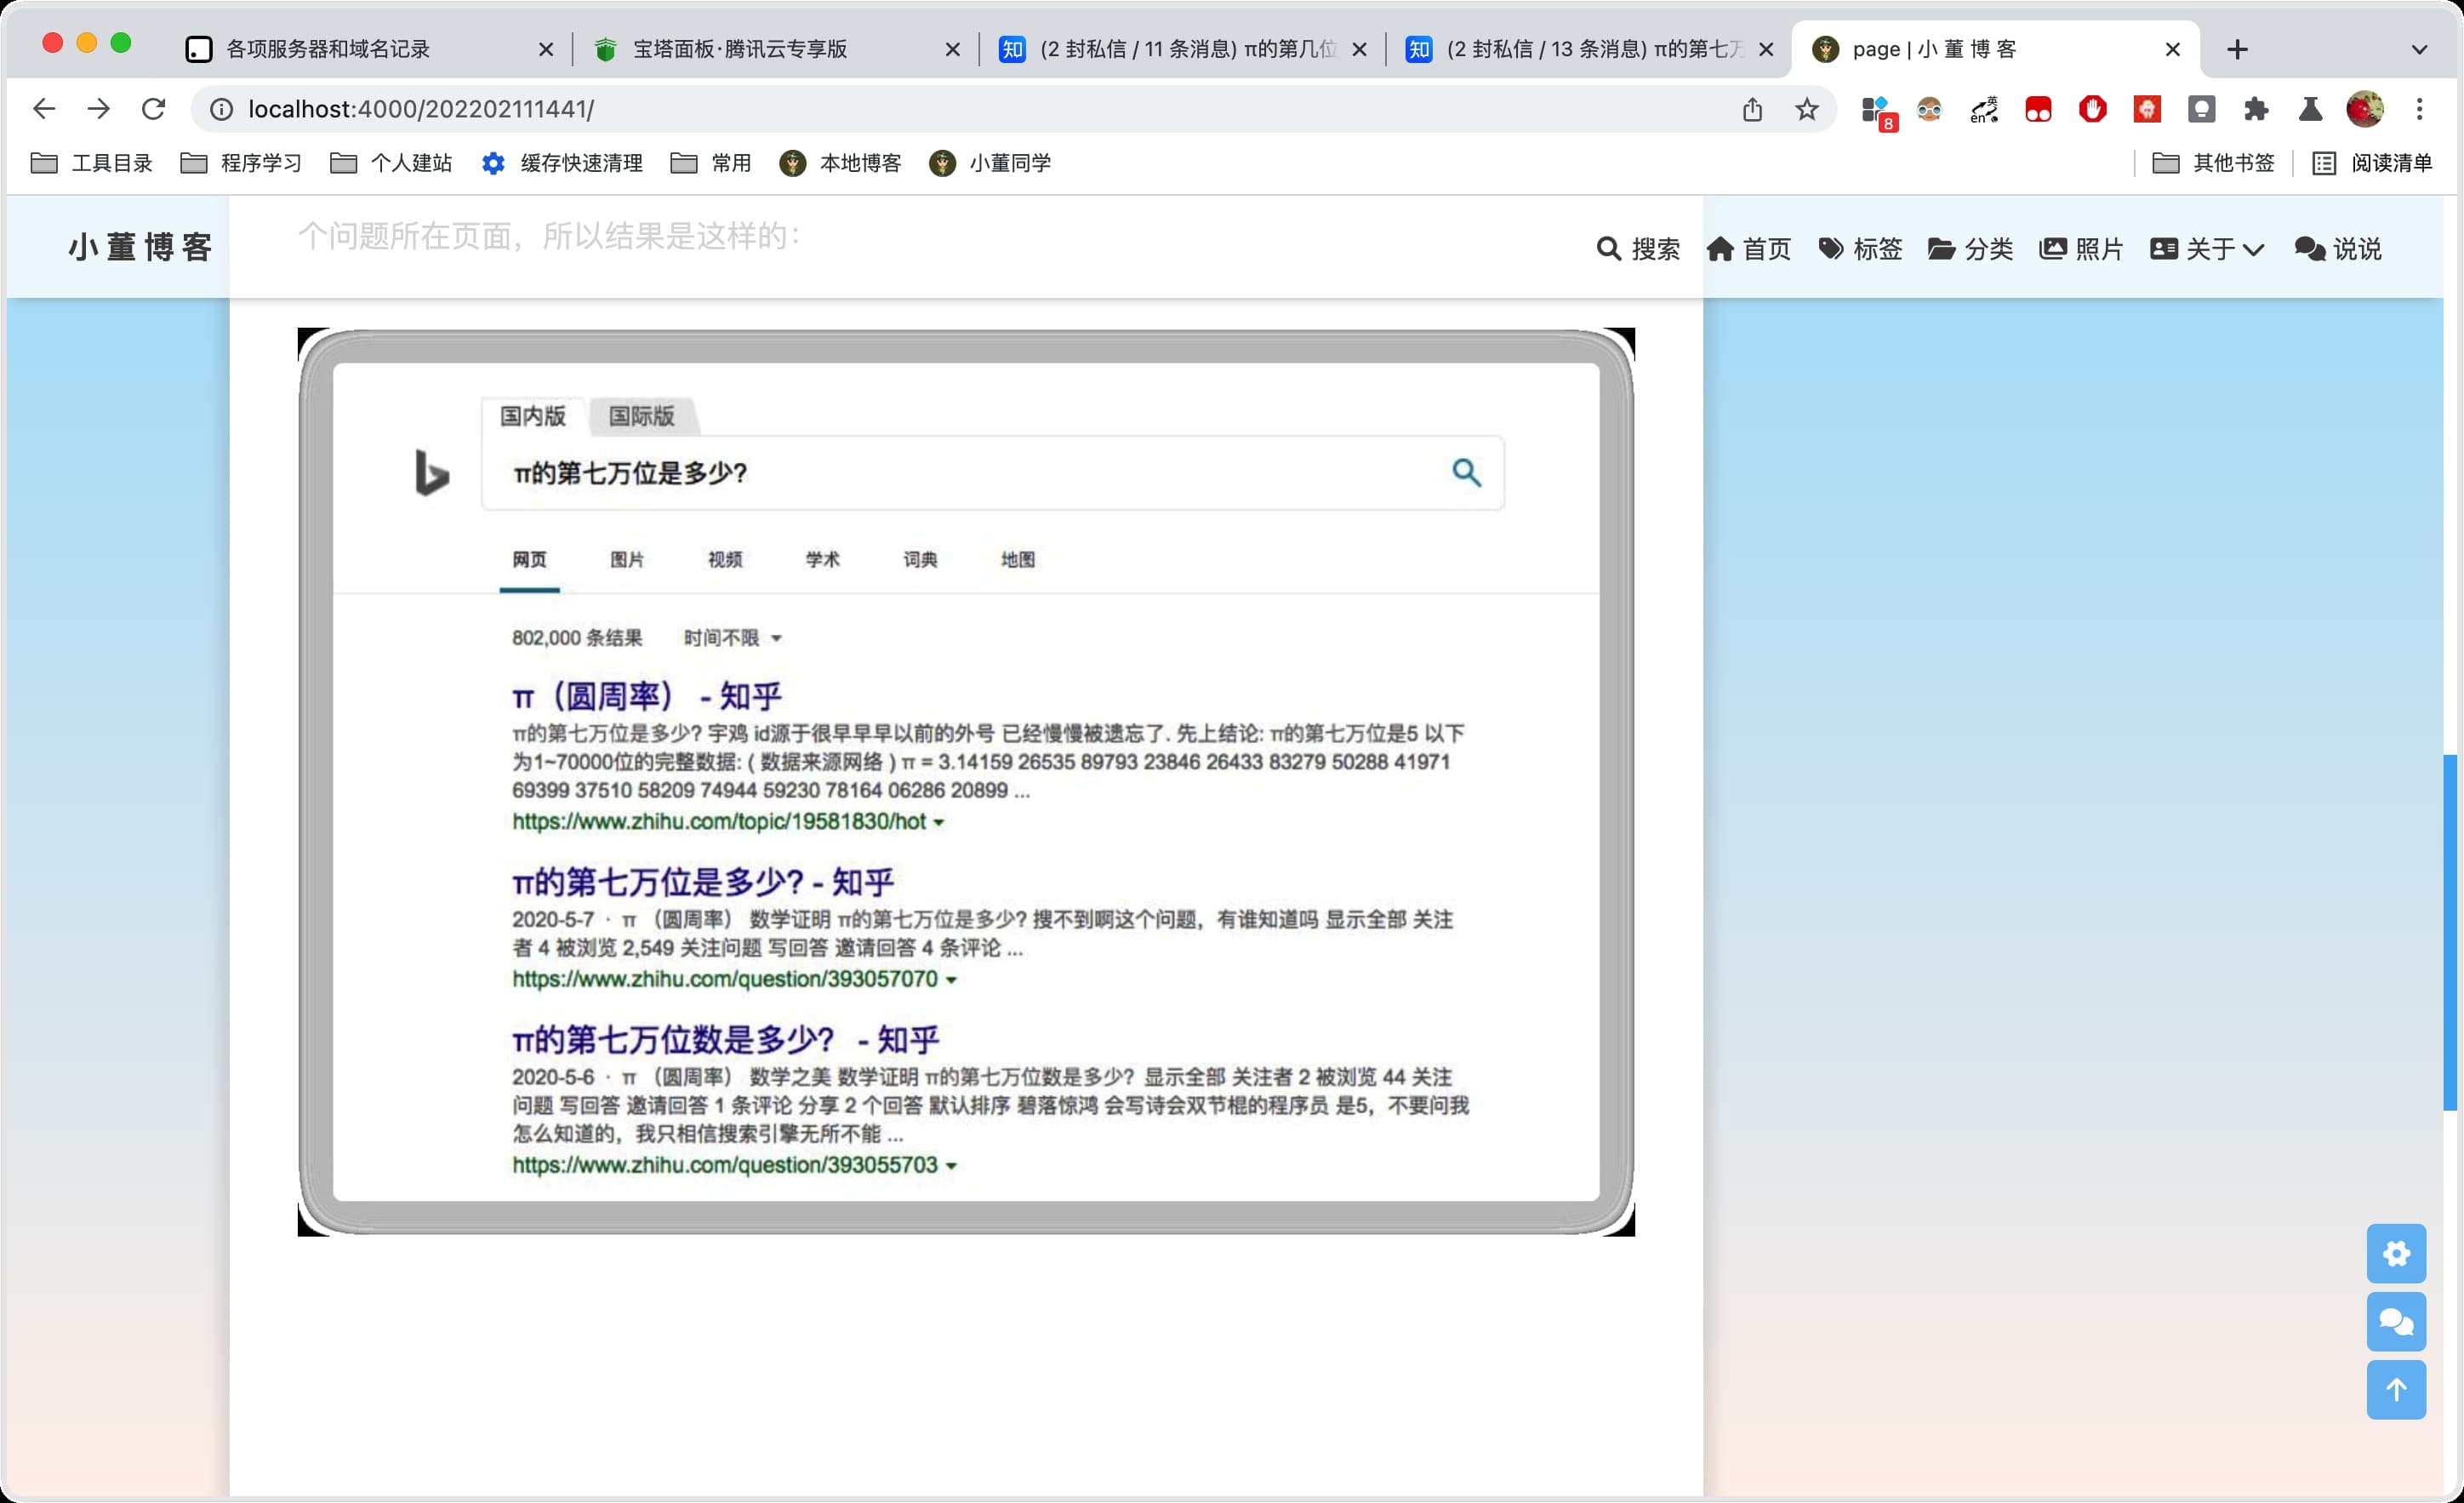 各项服务器和域名记录
宝塔面板·腾讯云专享版
(2 封私信 / 11 条消息) π的第几位
(2 封私信 / 13 条消息) π的第七万
page | 小 董 博 客
localhost:4000/202202111441/
8
英
en
工具目录
程序学习
个人建站
缓存快速清理
常用
本地博客
小董同学
其他书签
阅读清单
小 董 博 客
个问题所在页面，所以结果是这样的：
搜索
首页
标签
分类
照片
关于
说说
国内版
国际版
π的第七万位是多少?
网页
图片
视频
学术
词典
地图
802,000 条结果
时间不限
π（圆周率） - 知乎
π的第七万位是多少? 宇鸡 id源于很早早早以前的外号 已经慢慢被遗忘了. 先上结论: π的第七万位是5 以下
为1~70000位的完整数据: ( 数据来源网络 ) π = 3.14159 26535 89793 23846 26433 83279 50288 41971
69399 37510 58209 74944 59230 78164 06286 20899 ...
https://www.zhihu.com/topic/19581830/hot
π的第七万位是多少? - 知乎
2020-5-7 · π （圆周率） 数学证明 π的第七万位是多少? 搜不到啊这个问题，有谁知道吗 显示全部 关注
者 4 被浏览 2,549 关注问题 写回答 邀请回答 4 条评论 ...
https://www.zhihu.com/question/393057070
π的第七万位数是多少？ - 知乎
2020-5-6 · π （圆周率） 数学之美 数学证明 π的第七万位数是多少？显示全部 关注者 2 被浏览 44 关注
问题 写回答 邀请回答 1 条评论 分享 2 个回答 默认排序 碧落惊鸿 会写诗会双节棍的程序员 是5，不要问我
怎么知道的，我只相信搜索引擎无所不能 ...
https://www.zhihu.com/question/393055703